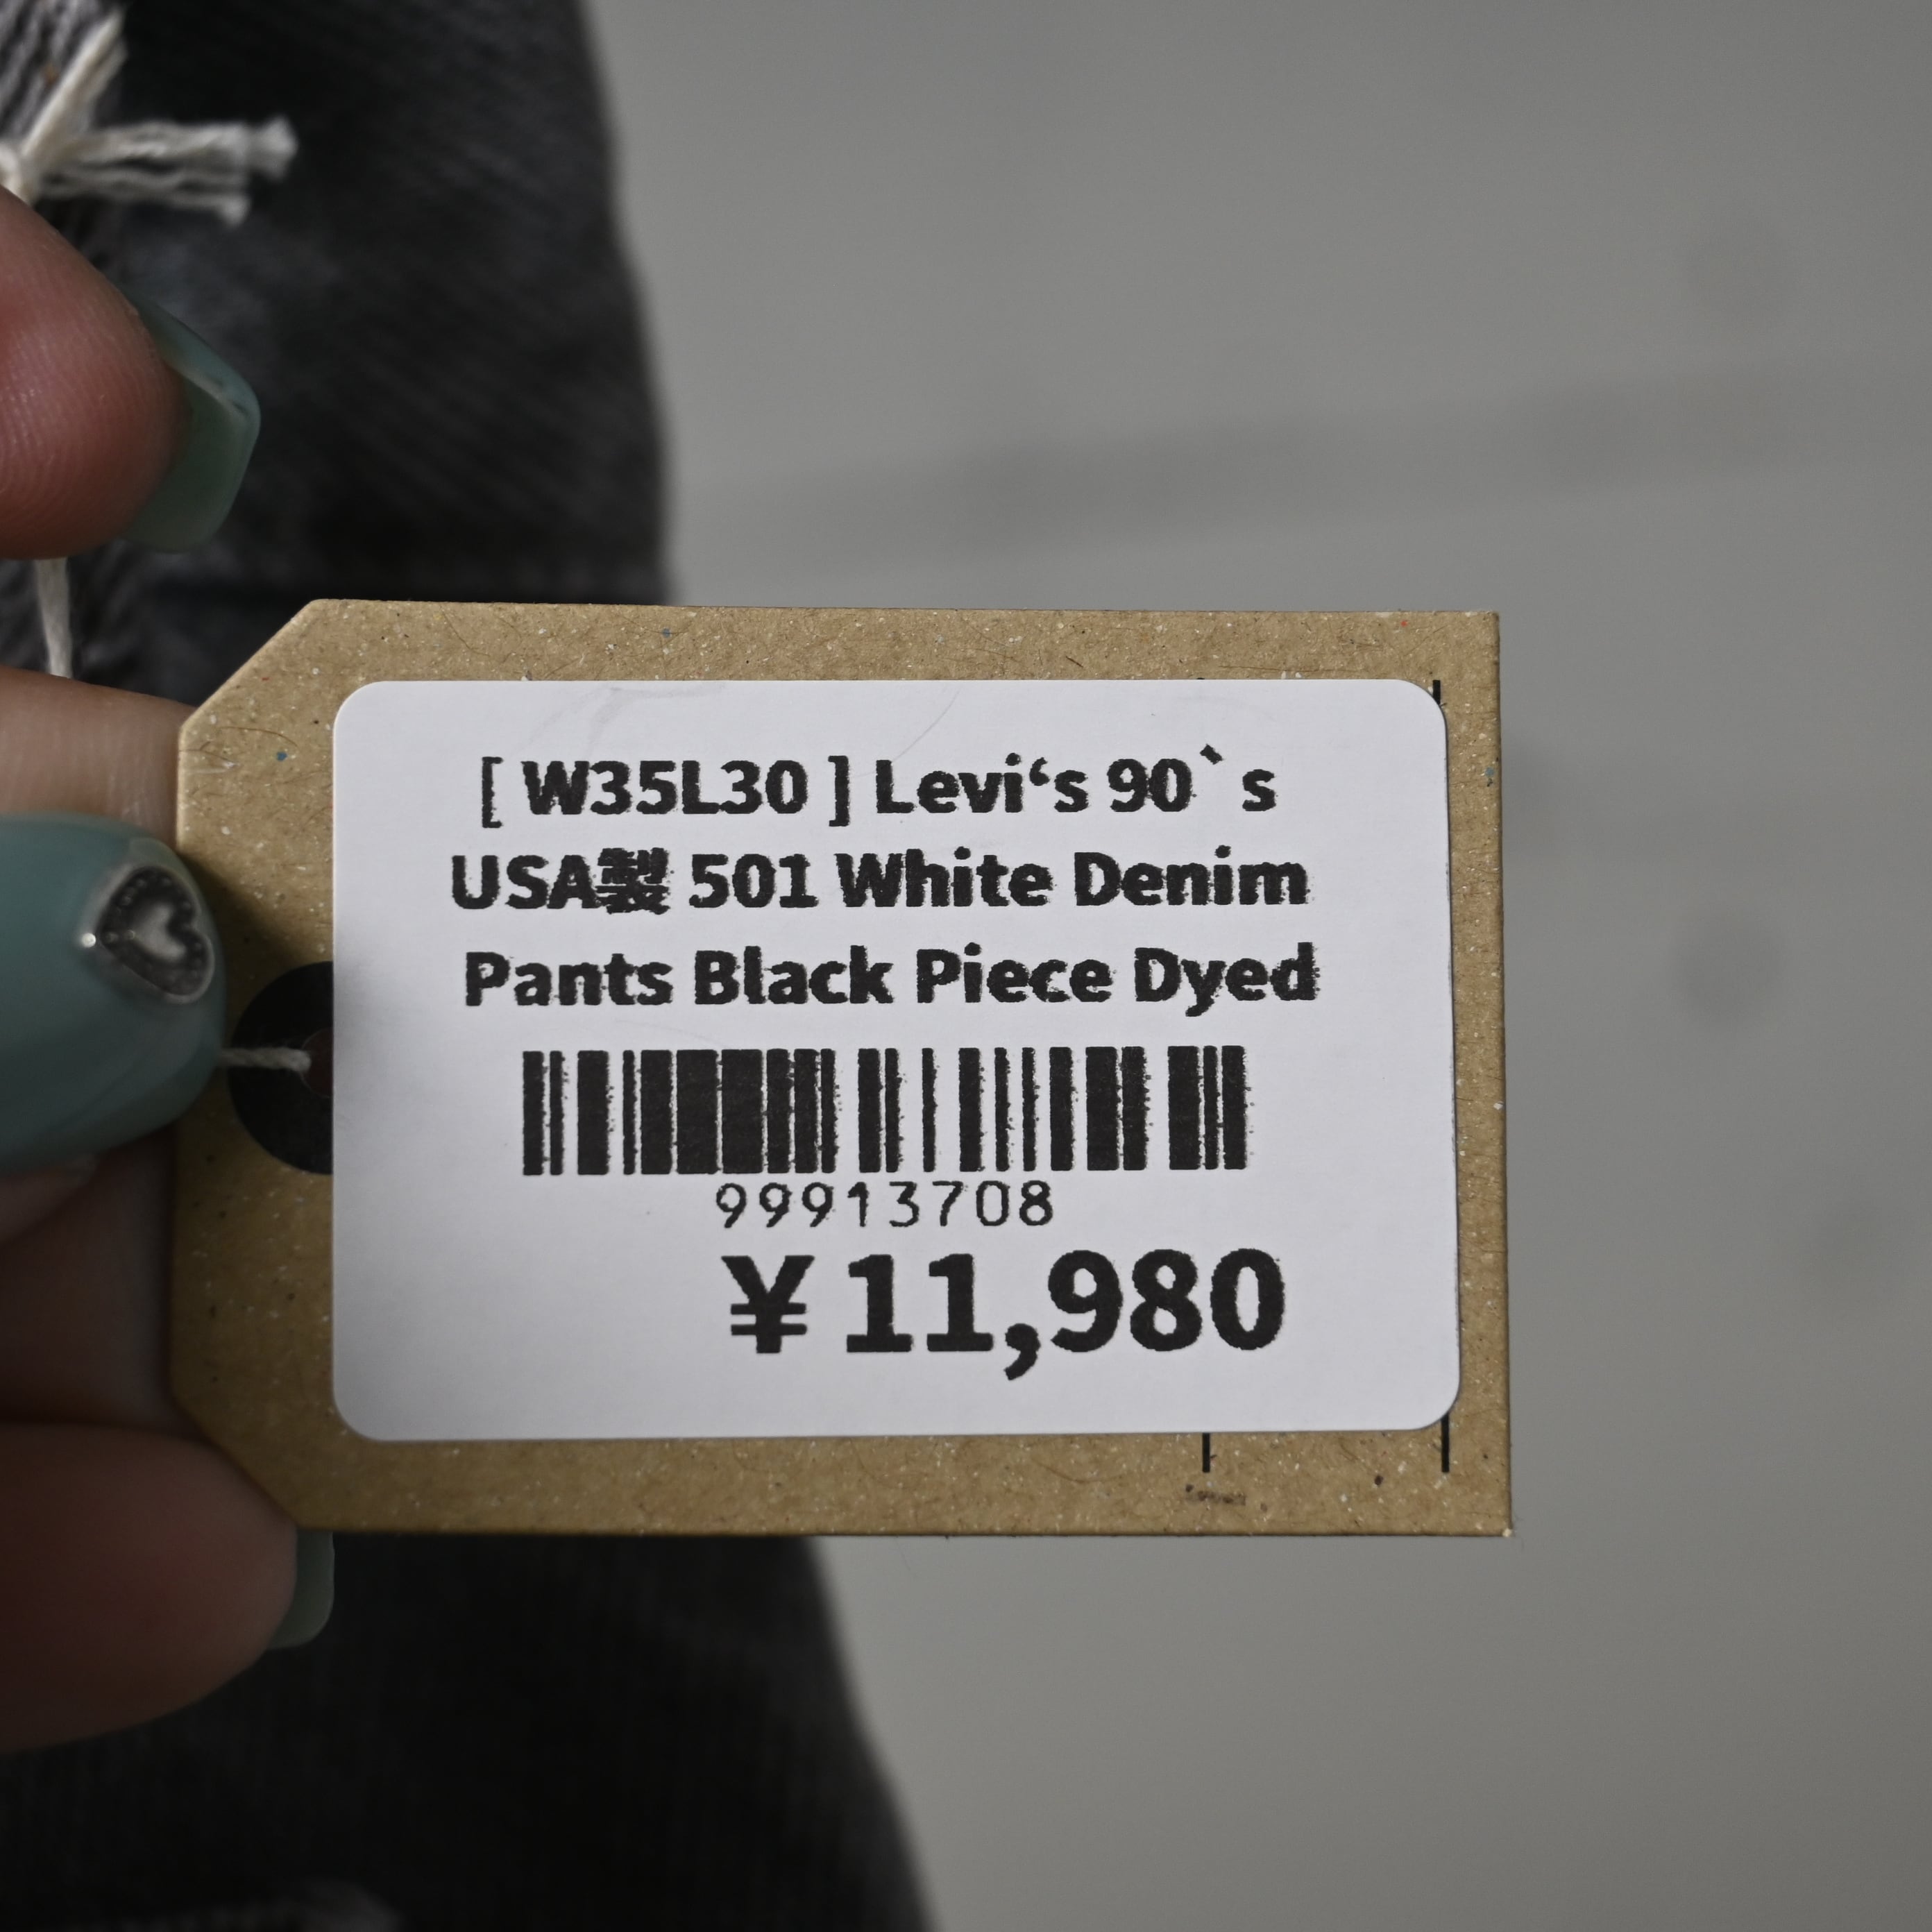 [ W35L30 ] Levi‘s 90`s
USA製 501 White Denim
Pants Black Piece Dyed
99913708
¥11,980